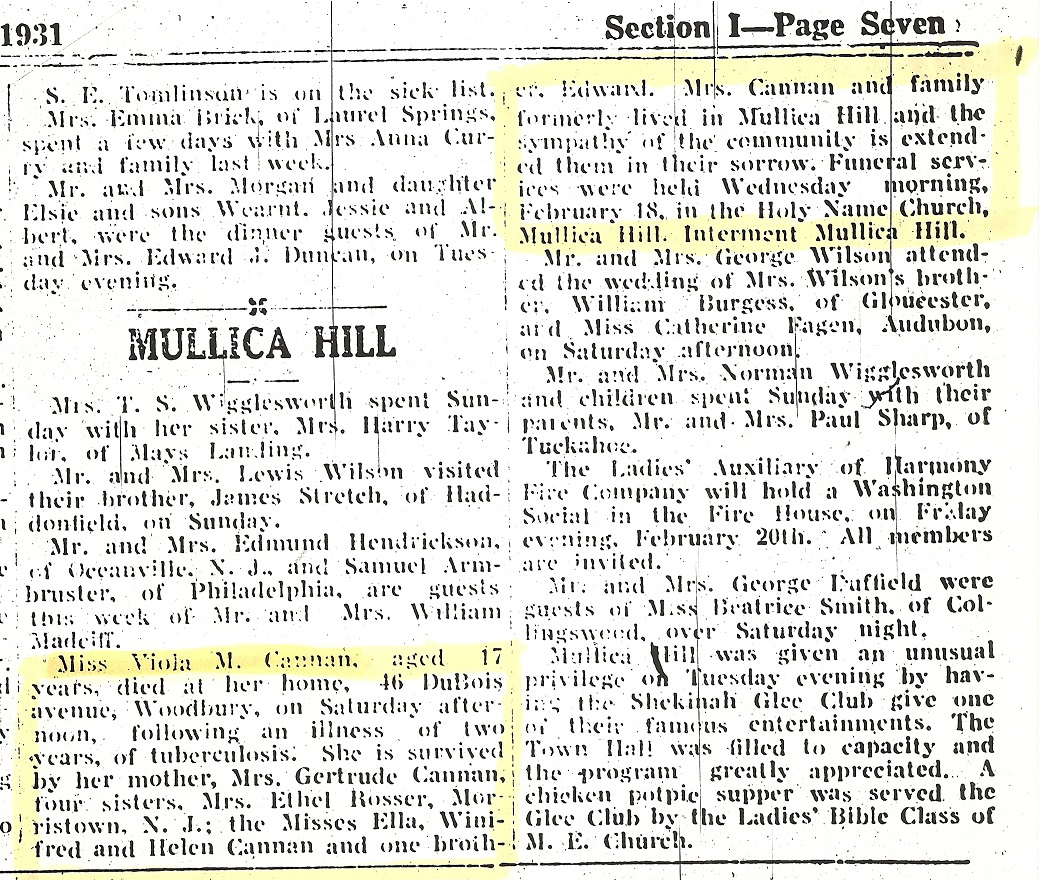 1931
Section I—Page Seven
S. E. Tomlinson is on the sick list.
Mrs. Emma Brick, of Laurel Springs,
spent a few days with Mrs Anna Cur-
ry and family last week.
Mr. and Mrs. Morgan and daughter
Elsie and sons Wearnt, Jessie and Al-
bert, were the dinner guests of Mr.
and Mrs. Edward J. Duncan, on Tues-
day evening.
MULLICA HILL
Mrs. T. S. Wigglesworth spent Sun-
day with her sister, Mrs. Harry Tay-
lor, of Mays Landing.
Mr. and Mrs. Lewis Wilson visited
their brother, James Stretch, of Had-
donfield, on Sunday.
Mr. and Mrs. Edmund Hendrickson,
of Oceanville, N. J., and Samuel Arm-
bruster, of Philadelphia, are guests
this week of Mr. and Mrs. William
Miss Viola M. Cannan, aged 17
years, died at her home, 46 DuBois
avenue, Woodbury, on Saturday after-
noon, following an illness of two
years, of tuberculosis. She is survived
by her mother, Mrs. Gertrude Cannan,
four sisters, Mrs. Ethel Rosser, Mor-
ristown, N. J.; the Misses Ella, Wini-
fred and Helen Cannan and one broth-
er, Edward. Mrs. Cannan and family
formerly lived in Mullica Hill and the
sympathy of the community is extend-
ed them in their sorrow. Funeral serv-
ices were held Wednesday morning,
February 18, in the Holy Name Church,
Mullica Hill. Interment Mullica Hill.
Mr. and Mrs. George Wilson attend-
ed the wedding of Mrs. Wilson's broth-
er, William Burgess, of Gloucester,
and Miss Catherine Fagen, Audubon,
on Saturday afternoon.
Mr. and Mrs. Norman Wigglesworth
and children spent Sunday with their
parents, Mr. and Mrs. Paul Sharp, of
Tuckahoe.
The Ladies' Auxiliary of Harmony
Fire Company will hold a Washington
Social in the Fire House, on Friday
evening, February 20th. All members
are invited.
Mr. and Mrs. George Duffield were
guests of Miss Beatrice Smith, of Col-
lingswood, over Saturday night.
Mullica Hill was given an unusual
privilege on Tuesday evening by hav-
ing the Shekinah Glee Club give one
of their famous entertainments. The
Town Hall was filled to capacity and
the program greatly appreciated. A
chicken potpie supper was served the
Glee Club by the Ladies' Bible Class of
M. E. Church.